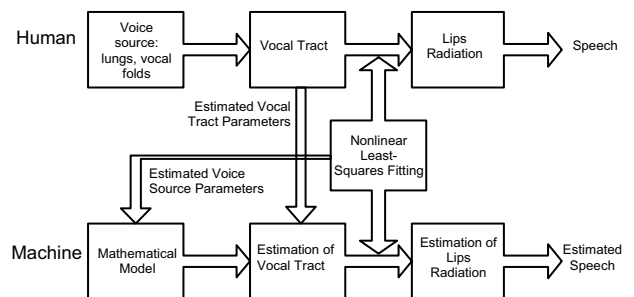 Human
Voice
source:
lungs, vocal
folds
Vocal Tract
Lips
Radiation
Speech
Estimated Vocal
Tract Parameters
Nonlinear
Least-
Squares Fitting
Estimated Voice
Source Parameters
Machine
Mathematical
Model
Estimation of
Vocal Tract
Estimation of
Lips
Radiation
Estimated
Speech